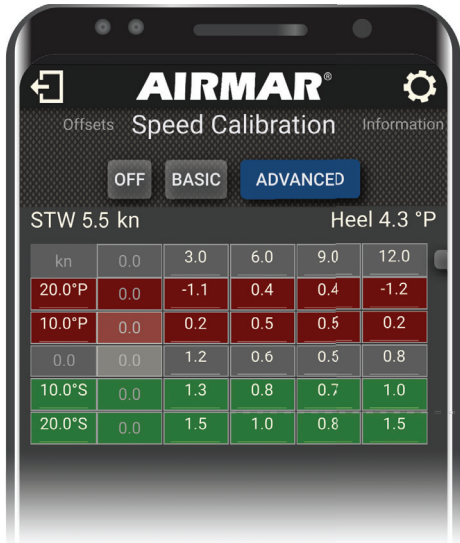 AIRMAR®
Offsets Speed Calibration Information
OFF BASIC ADVANCED
STW 5.5 kn Heel 4.3 °P
kn 0.0 3.0 6.0 9.0 12.0
20.0°P 0.0 -1.1 0.4 0.4 -1.2
10.0°P 0.0 0.2 0.5 0.5 0.2
0.0 0.0 1.2 0.6 0.5 0.8
10.0°S 0.0 1.3 0.8 0.7 1.0
20.0°S 0.0 1.5 1.0 0.8 1.5